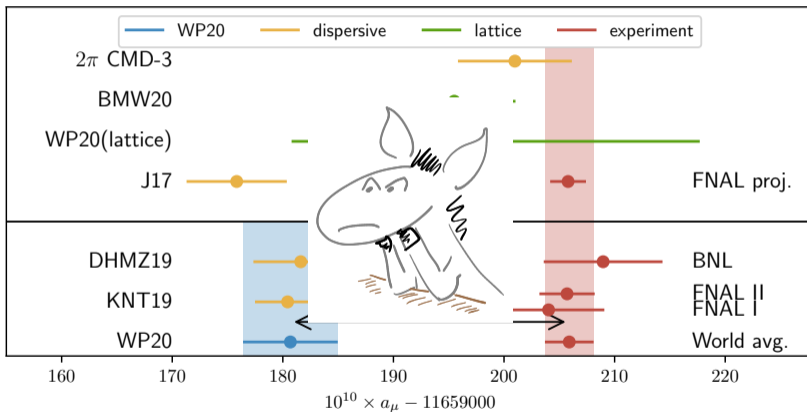 WP20 dispersive lattice experiment
2π CMD-3
BMW20
WP20(lattice)
J17 FNAL proj.
DHMZ19 BNL
KNT19 FNAL II
FNAL I
WP20 World avg.
160 170 180 190 200 210 220
10¹⁰ × aμ − 11659000